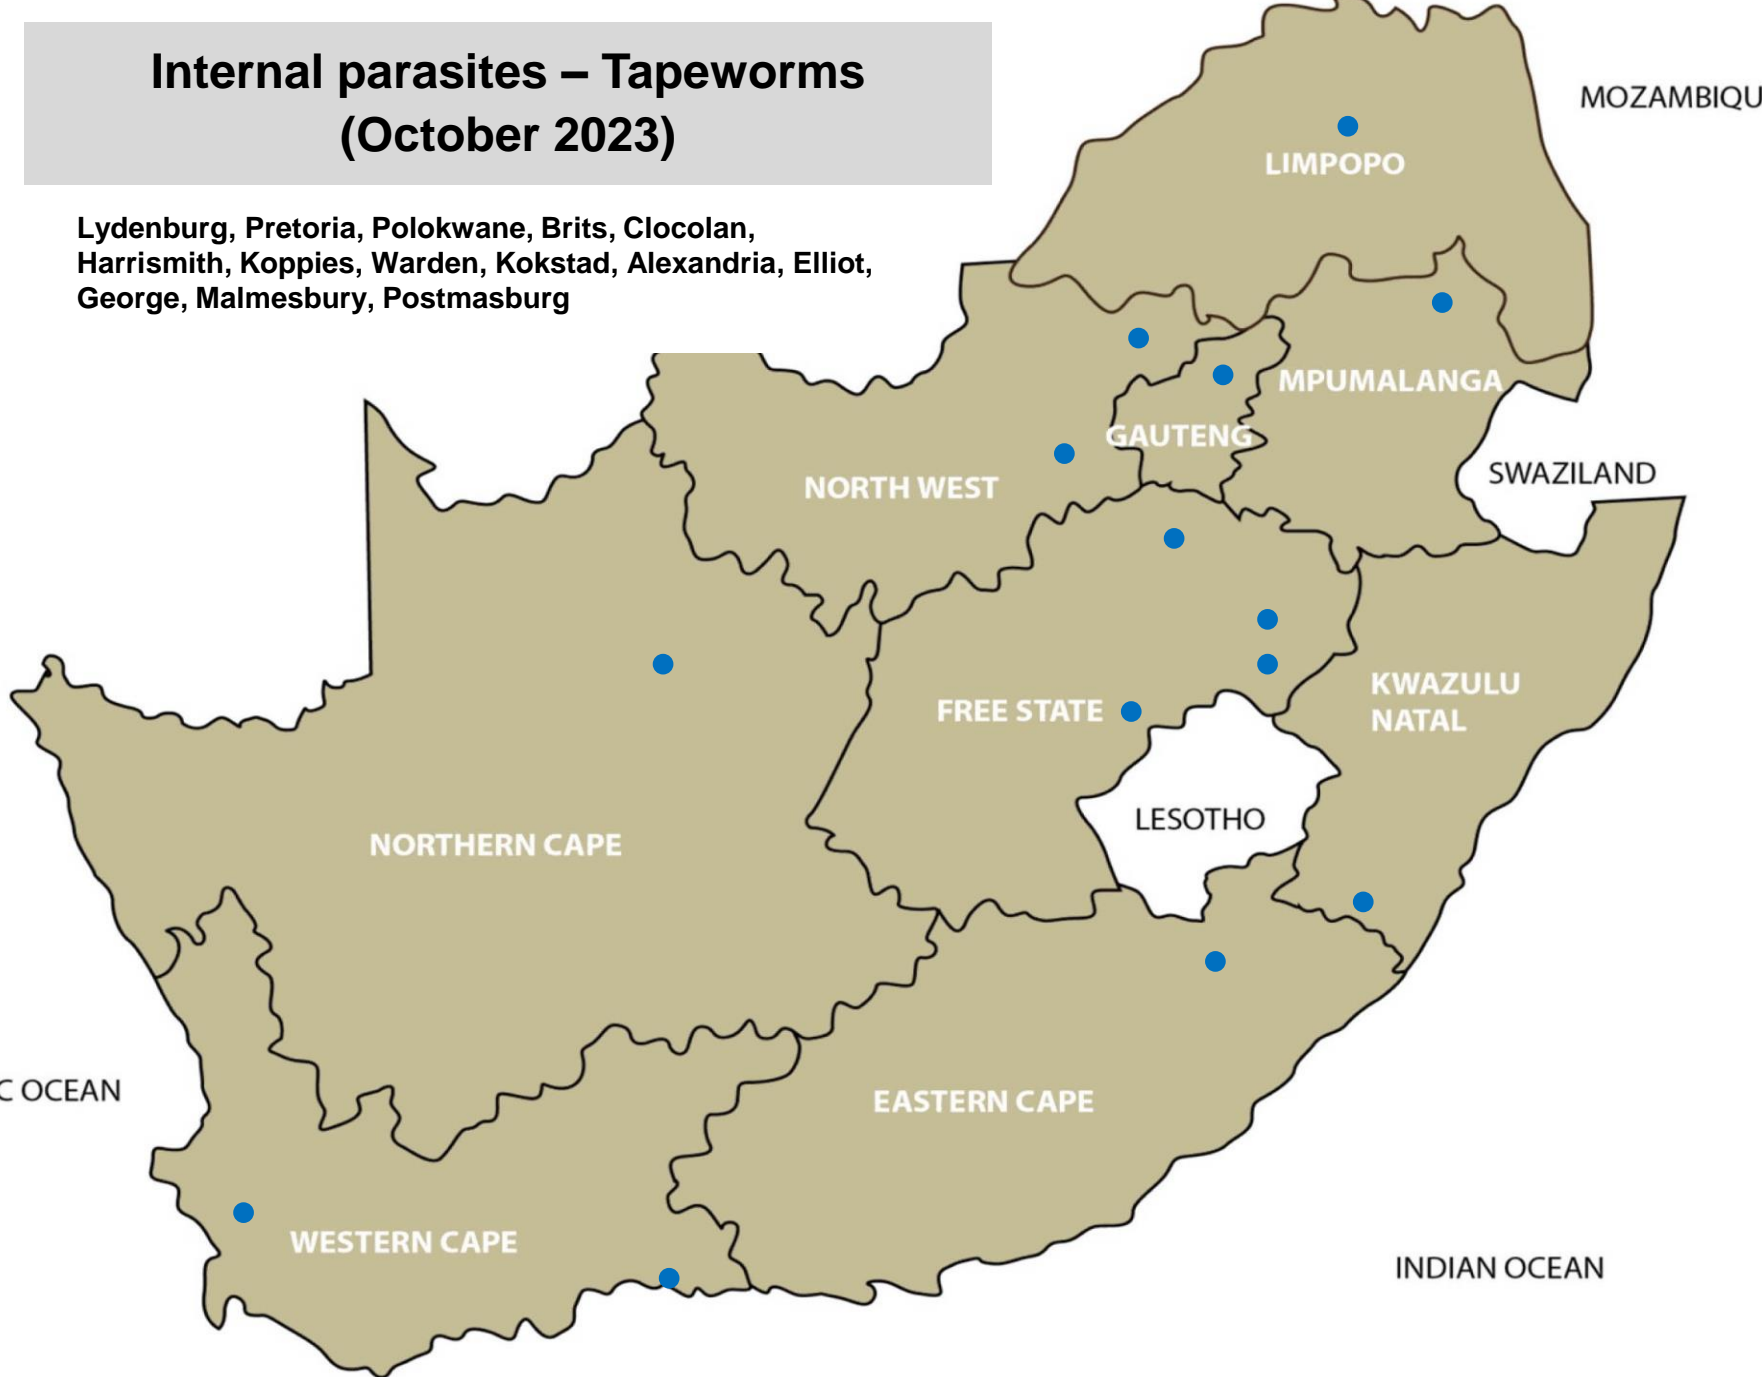 Internal parasites – Tapeworms
(October 2023)
Lydenburg, Pretoria, Polokwane, Brits, Clocolan,
Harrismith, Koppies, Warden, Kokstad, Alexandria, Elliot,
George, Malmesbury, Postmasburg
MOZAMBIQU
LIMPOPO
MPUMALANGA
GAUTENG
SWAZILAND
NORTH WEST
KWAZULU
NATAL
FREE STATE
LESOTHO
NORTHERN CAPE
C OCEAN
EASTERN CAPE
WESTERN CAPE
INDIAN OCEAN